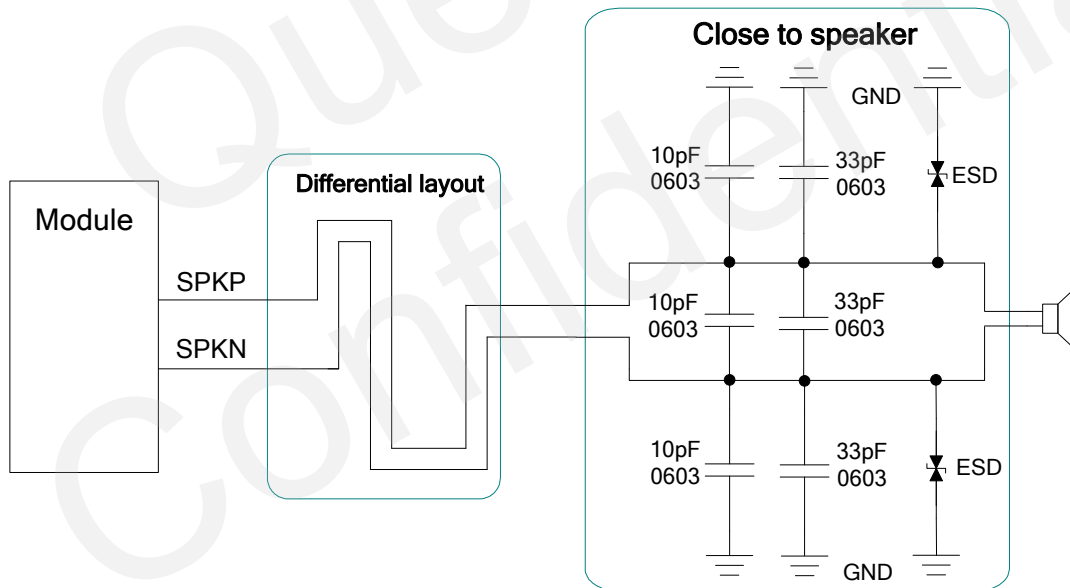 Close to speaker
GND
10pF
0603
33pF
0603
ESD
Differential layout
Module
SPKP
SPKN
10pF
0603
33pF
0603
10pF
0603
33pF
0603
ESD
GND
Confidential